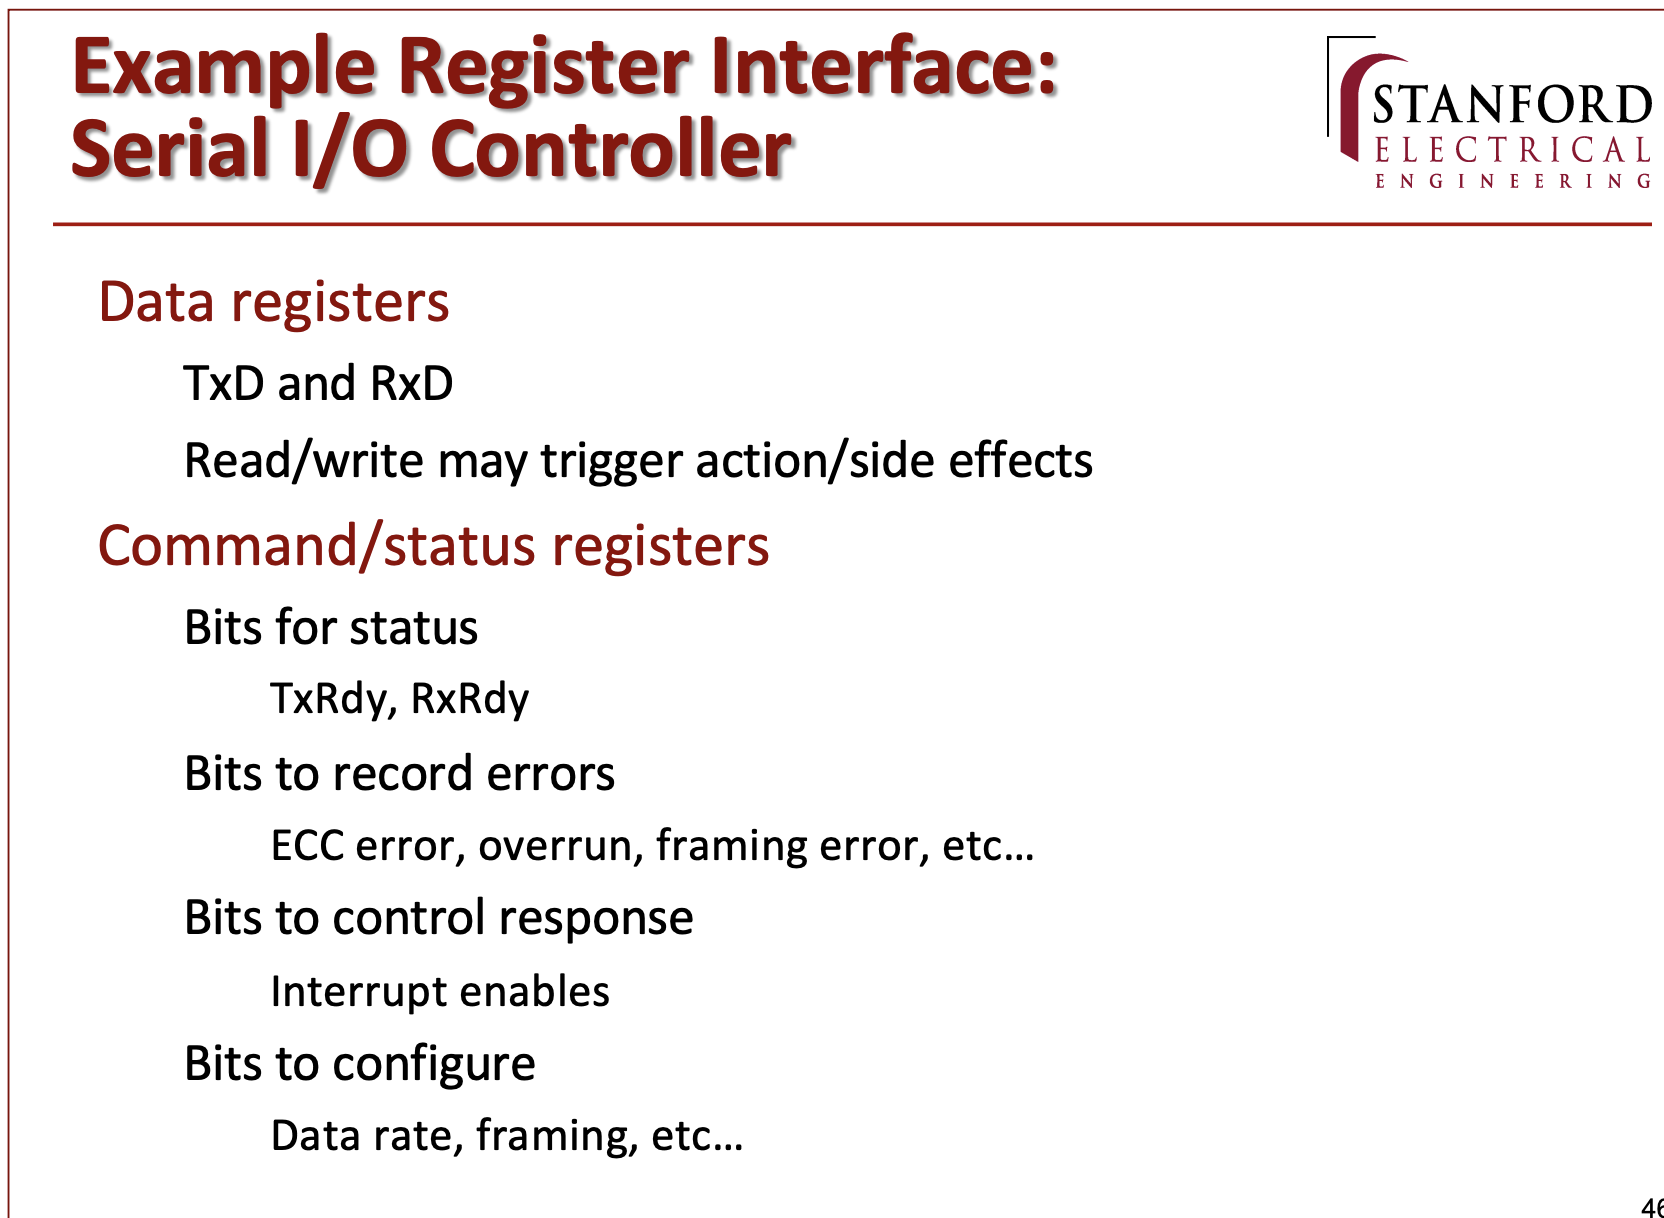 Example Register Interface:
Serial I/O Controller
STANFORD
ELECTRICAL
ENGINEERING
Data registers
TxD and RxD
Read/write may trigger action/side effects
Command/status registers
Bits for status
TxRdy, RxRdy
Bits to record errors
ECC error, overrun, framing error, etc...
Bits to control response
Interrupt enables
Bits to configure
Data rate, framing, etc...
46